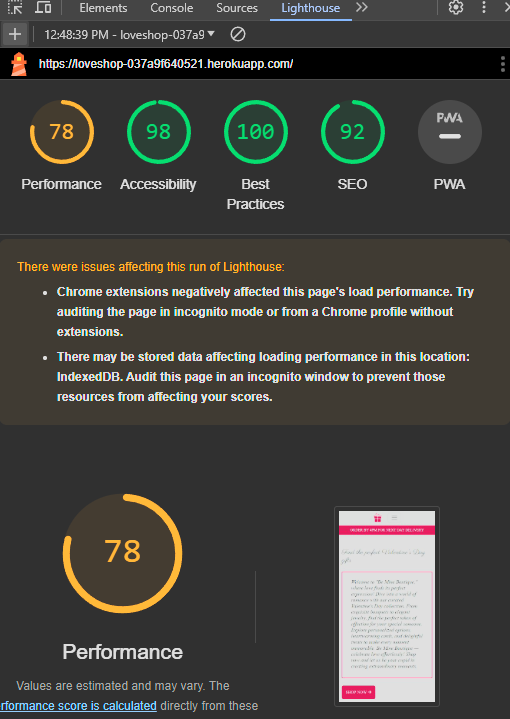 Elements Console Sources Lighthouse
12:48:39 PM - loveshop-037a9
https://loveshop-037a9f640521.herokuapp.com/
78 98 100 92 PWA
Performance Accessibility Best Practices SEO PWA
There were issues affecting this run of Lighthouse:
Chrome extensions negatively affected this page's load performance. Try
auditing the page in incognito mode or from a Chrome profile without
extensions.
There may be stored data affecting loading performance in this location:
IndexedDB. Audit this page in an incognito window to prevent those
resources from affecting your scores.
78
Performance
Values are estimated and may vary. The
rformance score is calculated directly from these
SHOP NOW